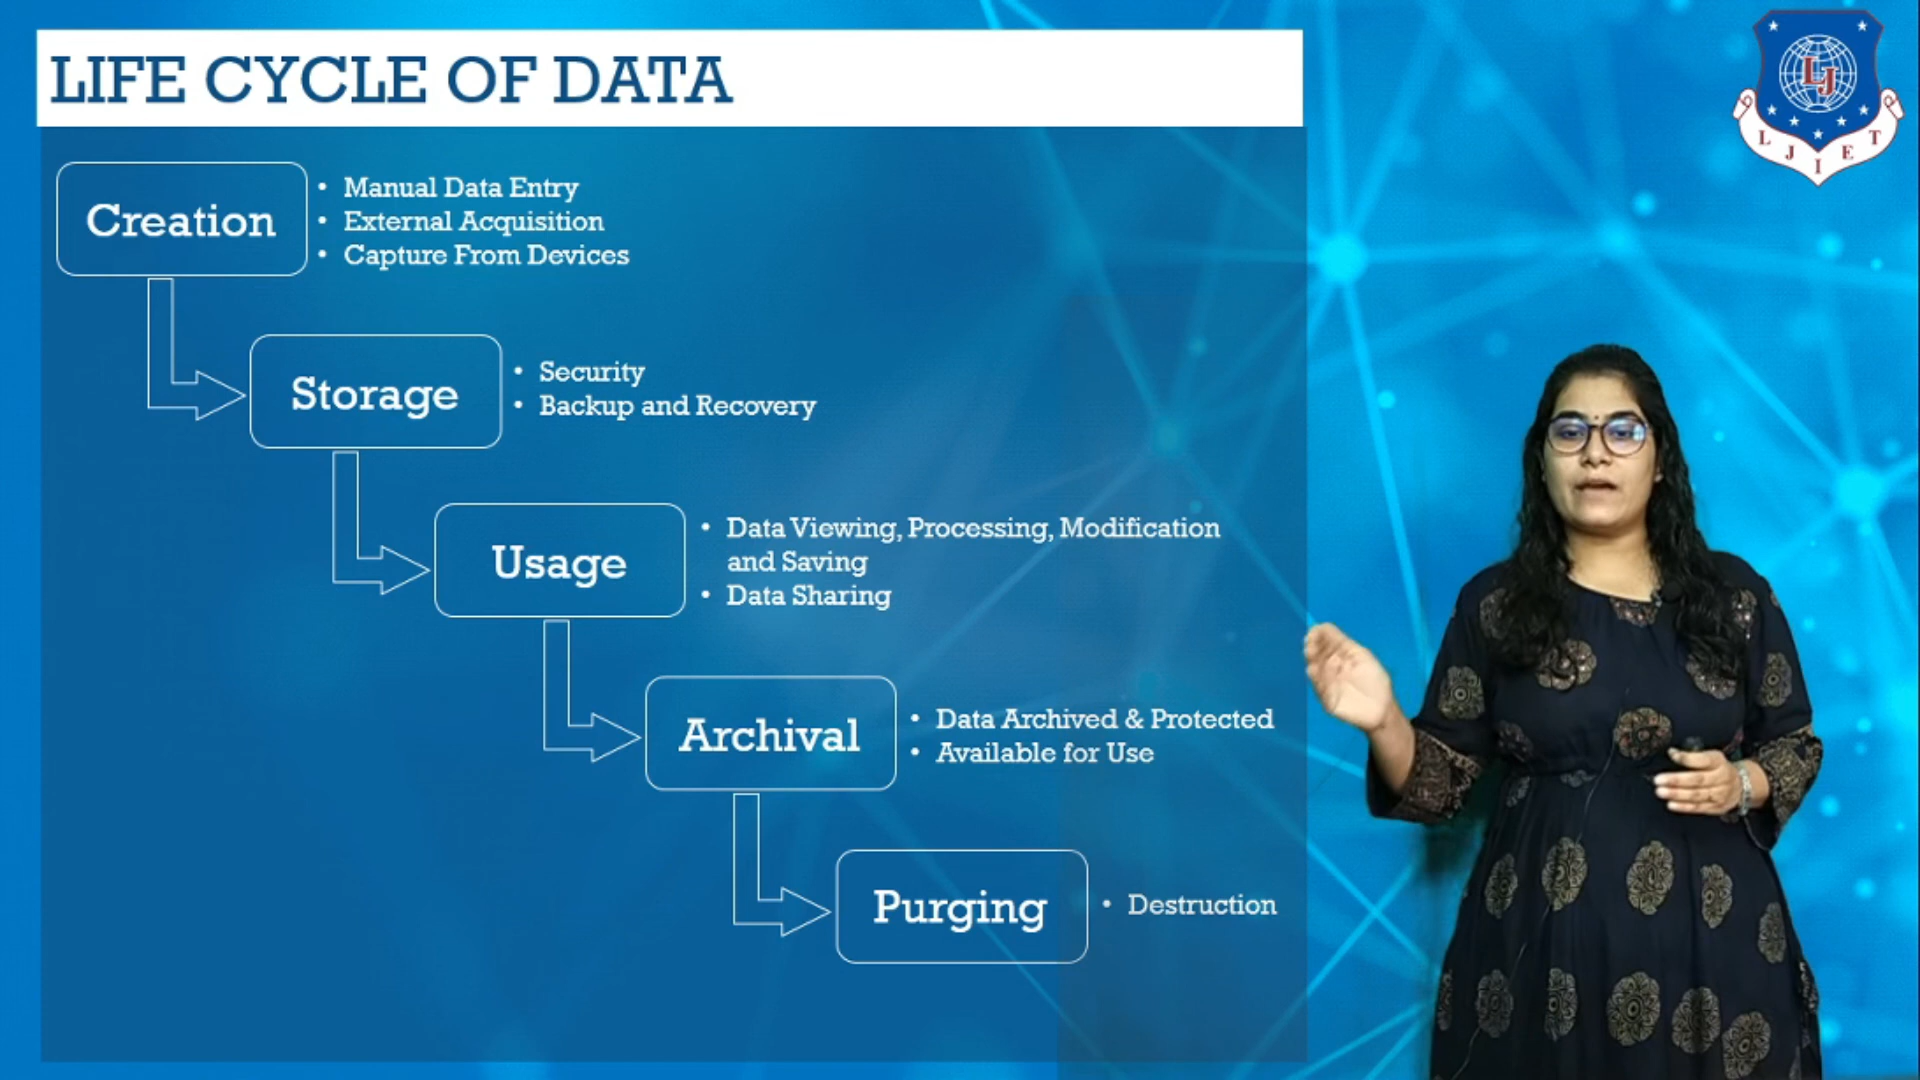 LIFE CYCLE OF DATA
Creation
• Manual Data Entry
• External Acquisition
• Capture From Devices
Storage
• Security
• Backup and Recovery
Usage
• Data Viewing, Processing, Modification
and Saving
• Data Sharing
Archival
• Data Archived & Protected
• Available for Use
Purging
• Destruction
LJ
L J I E T